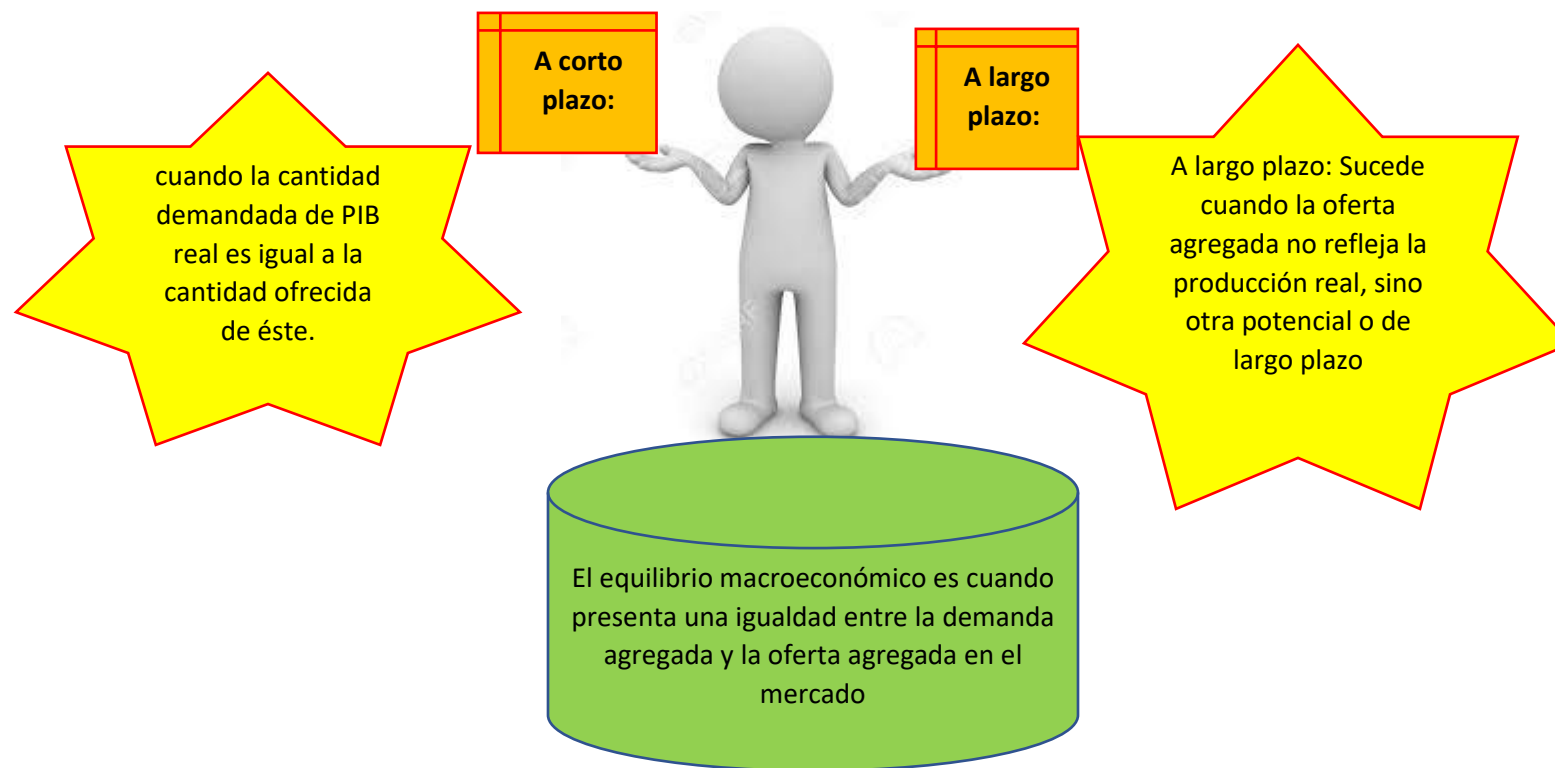 A corto
plazo:
cuando la cantidad
demandada de PIB
real es igual a la
cantidad ofrecida
de éste.
A largo
plazo:
A largo plazo: Sucede
cuando la oferta
agregada no refleja la
producción real, sino
otra potencial o de
largo plazo
El equilibrio macroeconómico es cuando
presenta una igualdad entre la demanda
agregada y la oferta agregada en el
mercado